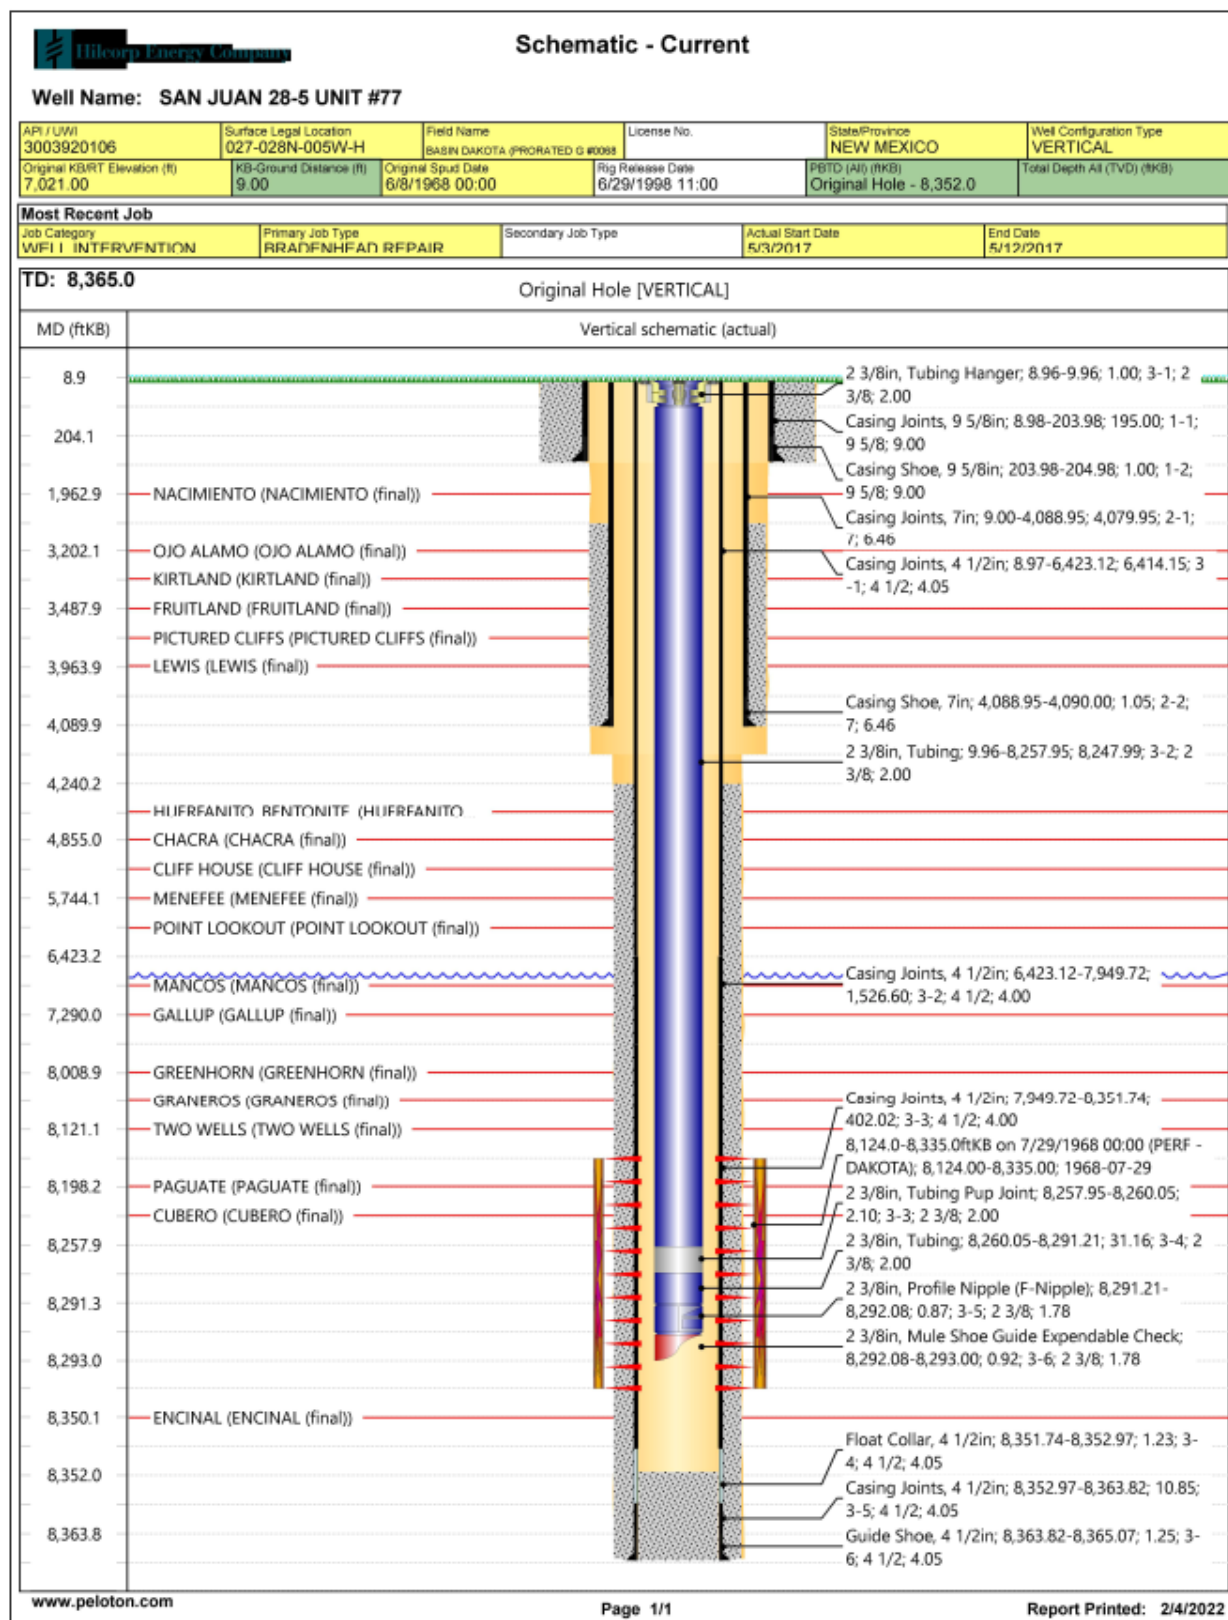 Hilcorp Energy Company
Schematic - Current
Well Name: SAN JUAN 28-5 UNIT #77
API / UWI
3003920106
Surface Legal Location
027-028N-005W-H
Field Name
BASIN DAKOTA (PRORATED G #0068
License No.
State/Province
NEW MEXICO
Well Configuration Type
VERTICAL
Original KB/RT Elevation (ft)
7,021.00
KB-Ground Distance (ft)
9.00
Original Spud Date
6/8/1968 00:00
Rig Release Date
6/29/1998 11:00
PBTD (All) (ftKB)
Original Hole - 8,352.0
Total Depth All (TVD) (ftKB)
Most Recent Job
Job Category
WELL INTERVENTION
Primary Job Type
BRADENHEAD REPAIR
Secondary Job Type
Actual Start Date
5/3/2017
End Date
5/12/2017
TD: 8,365.0
Original Hole [VERTICAL]
MD (ftKB)
Vertical schematic (actual)
8.9
204.1
1,962.9
3,202.1
3,487.9
3,963.9
4,089.9
4,240.2
4,855.0
5,744.1
6,423.2
7,290.0
8,008.9
8,121.1
8,198.2
8,257.9
8,291.3
8,293.0
8,350.1
8,352.0
8,363.8
NACIMIENTO (NACIMIENTO (final))
OJO ALAMO (OJO ALAMO (final))
KIRTLAND (KIRTLAND (final))
FRUITLAND (FRUITLAND (final))
PICTURED CLIFFS (PICTURED CLIFFS (final))
LEWIS (LEWIS (final))
HUERFANITO BENTONITE (HUERFANITO...
CHACRA (CHACRA (final))
CLIFF HOUSE (CLIFF HOUSE (final))
MENEFEE (MENEFEE (final))
POINT LOOKOUT (POINT LOOKOUT (final))
MANCOS (MANCOS (final))
GALLUP (GALLUP (final))
GREENHORN (GREENHORN (final))
GRANEROS (GRANEROS (final))
TWO WELLS (TWO WELLS (final))
PAGUATE (PAGUATE (final))
CUBERO (CUBERO (final))
ENCINAL (ENCINAL (final))
2 3/8in, Tubing Hanger; 8.96-9.96; 1.00; 3-1; 2
3/8; 2.00
Casing Joints, 9 5/8in; 8.98-203.98; 195.00; 1-1;
9 5/8; 9.00
Casing Shoe, 9 5/8in; 203.98-204.98; 1.00; 1-2;
9 5/8; 9.00
Casing Joints, 7in; 9.00-4,088.95; 4,079.95; 2-1;
7; 6.46
Casing Joints, 4 1/2in; 8.97-6,423.12; 6,414.15; 3
-1; 4 1/2; 4.05
Casing Shoe, 7in; 4,088.95-4,090.00; 1.05; 2-2;
7; 6.46
2 3/8in, Tubing; 9.96-8,257.95; 8,247.99; 3-2; 2
3/8; 2.00
Casing Joints, 4 1/2in; 6,423.12-7,949.72;
1,526.60; 3-2; 4 1/2; 4.00
Casing Joints, 4 1/2in; 7,949.72-8,351.74;
402.02; 3-3; 4 1/2; 4.00
8,124.0-8,335.0ftKB on 7/29/1968 00:00 (PERF -
DAKOTA); 8,124.00-8,335.00; 1968-07-29
2 3/8in, Tubing Pup Joint; 8,257.95-8,260.05;
2.10; 3-3; 2 3/8; 2.00
2 3/8in, Tubing; 8,260.05-8,291.21; 31.16; 3-4; 2
3/8; 2.00
2 3/8in, Profile Nipple (F-Nipple); 8,291.21-
8,292.08; 0.87; 3-5; 2 3/8; 1.78
2 3/8in, Mule Shoe Guide Expendable Check;
8,292.08-8,293.00; 0.92; 3-6; 2 3/8; 1.78
Float Collar, 4 1/2in; 8,351.74-8,352.97; 1.23; 3-
4; 4 1/2; 4.05
Casing Joints, 4 1/2in; 8,352.97-8,363.82; 10.85;
3-5; 4 1/2; 4.05
Guide Shoe, 4 1/2in; 8,363.82-8,365.07; 1.25; 3-
6; 4 1/2; 4.05
www.peloton.com
Page 1/1
Report Printed: 2/4/2022